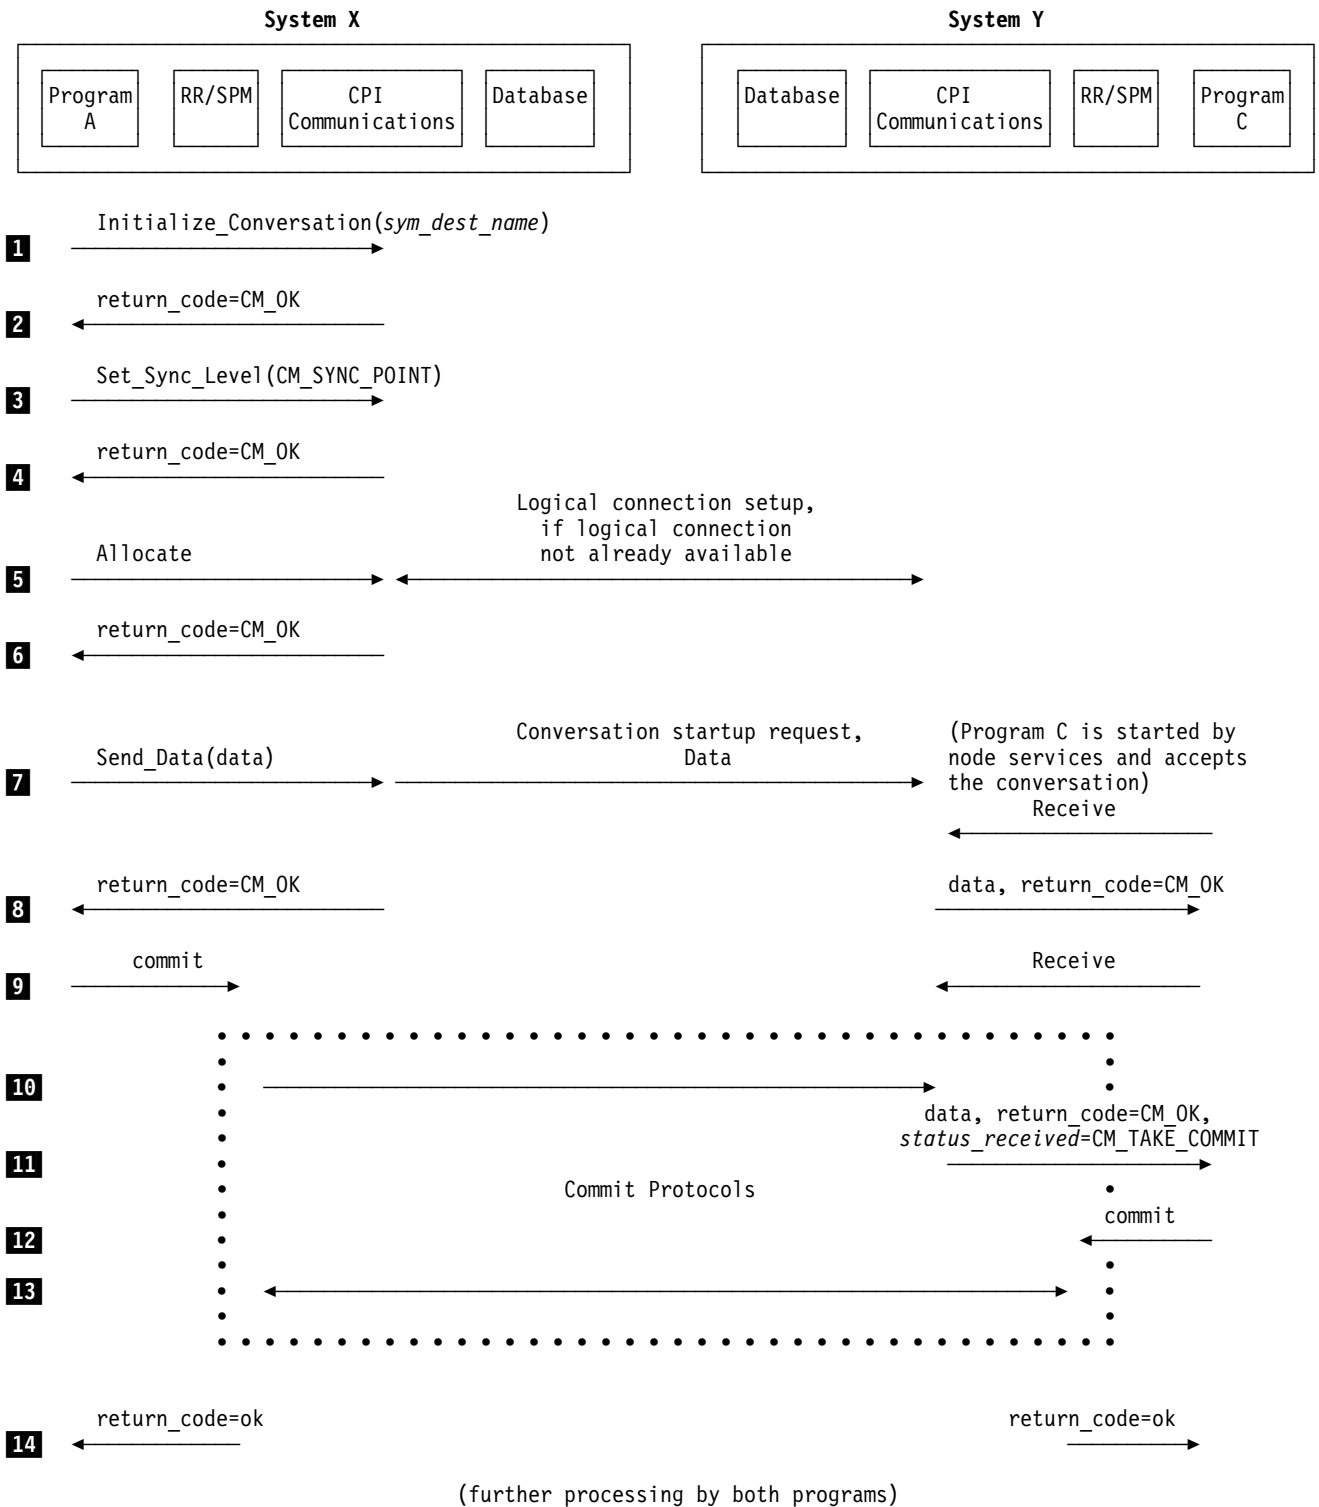 System X System Y
Program A RR/SPM CPI Communications Database Database CPI Communications RR/SPM Program C
Initialize_Conversation(sym_dest_name)
1
return_code=CM_OK
2
Set_Sync_Level(CM_SYNC_POINT)
3
return_code=CM_OK
4
Logical connection setup,
if logical connection
Allocate not already available
5
return_code=CM_OK
6
Conversation startup request, (Program C is started by
Send_Data(data) Data node services and accepts
7 the conversation)
Receive
return_code=CM_OK data, return_code=CM_OK
8
commit Receive
9
10
data, return_code=CM_OK,
status_received=CM_TAKE_COMMIT
11
Commit Protocols
commit
12
13
return_code=ok return_code=ok
14
(further processing by both programs)